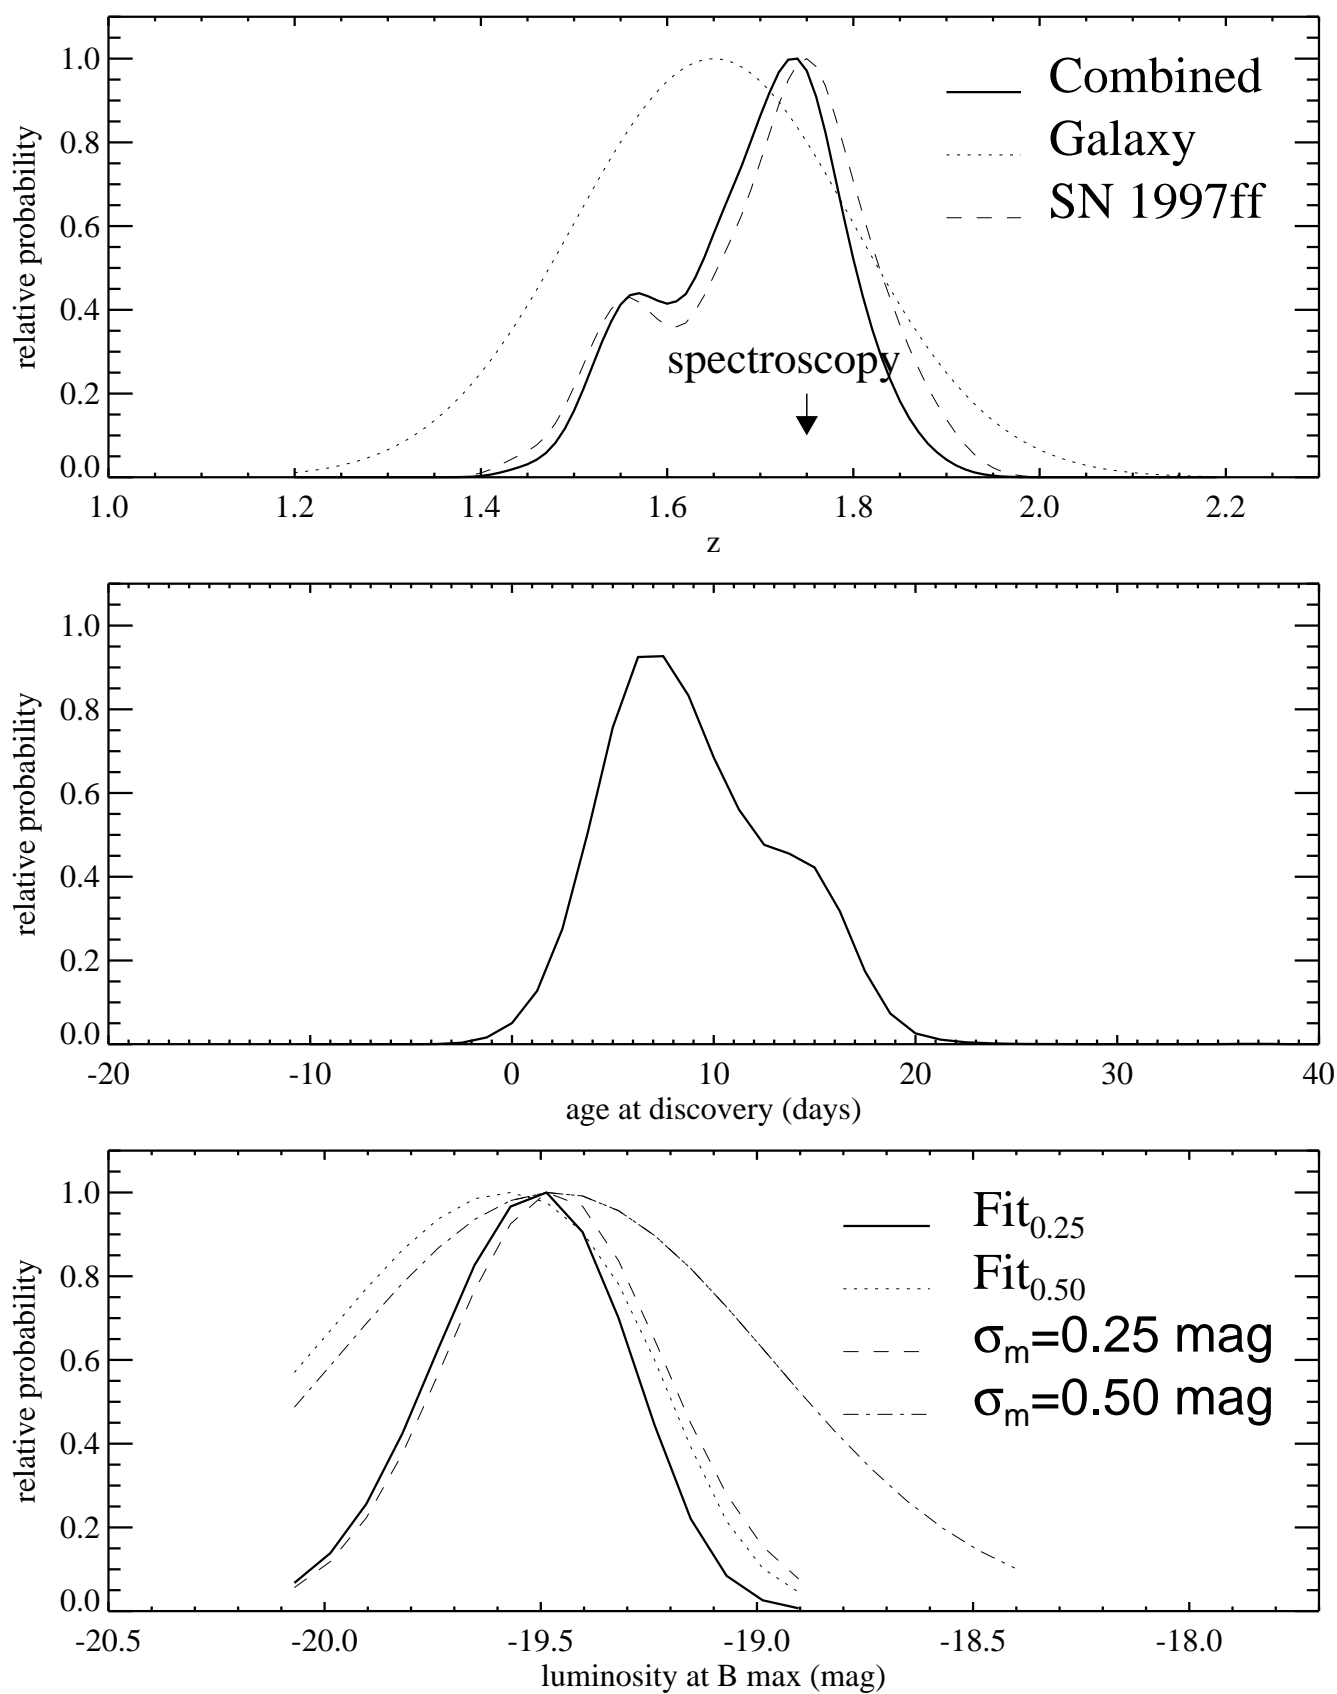 Combined
Galaxy
SN 1997ff
spectroscopy
relative probability
1.0
0.8
0.6
0.4
0.2
0.0
1.0 1.2 1.4 1.6 1.8 2.0 2.2
z
relative probability
1.0
0.8
0.6
0.4
0.2
0.0
-20 -10 0 10 20 30 40
age at discovery (days)
Fit0.25
Fit0.50
σm=0.25 mag
σm=0.50 mag
relative probability
1.0
0.8
0.6
0.4
0.2
0.0
-20.5 -20.0 -19.5 -19.0 -18.5 -18.0
luminosity at B max (mag)